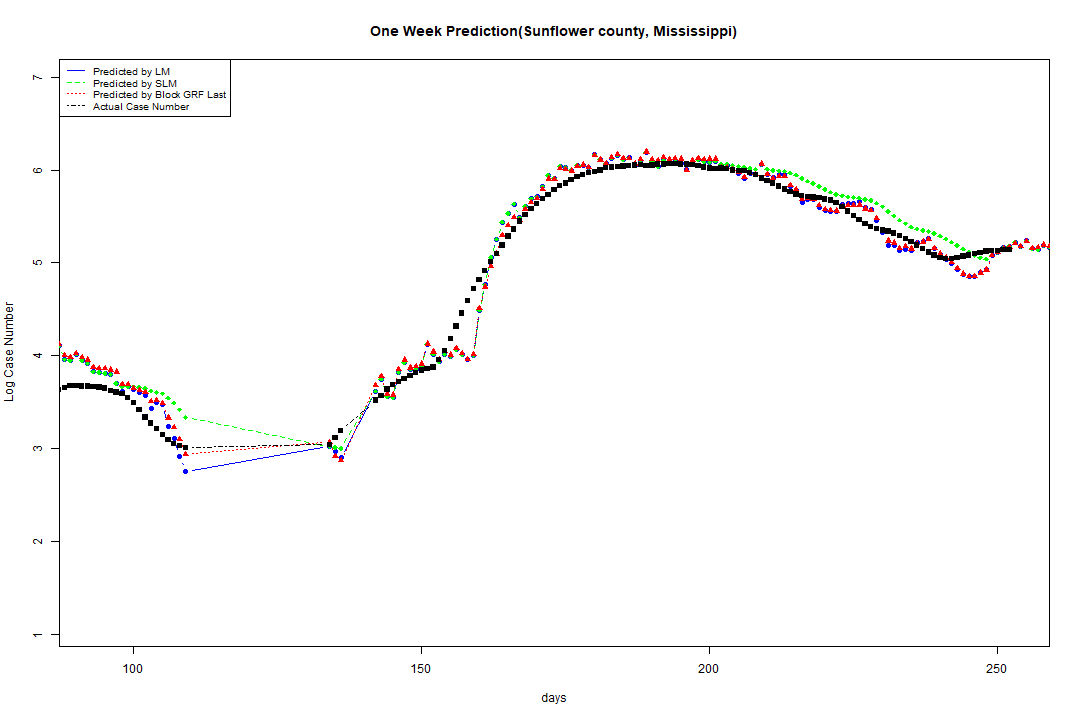 One Week Prediction(Sunflower county, Mississippi)
Predicted by LM
Predicted by SLM
Predicted by Block GRF Last
Actual Case Number
7
6
5
4
3
2
1
Log Case Number
100 150 200 250
days